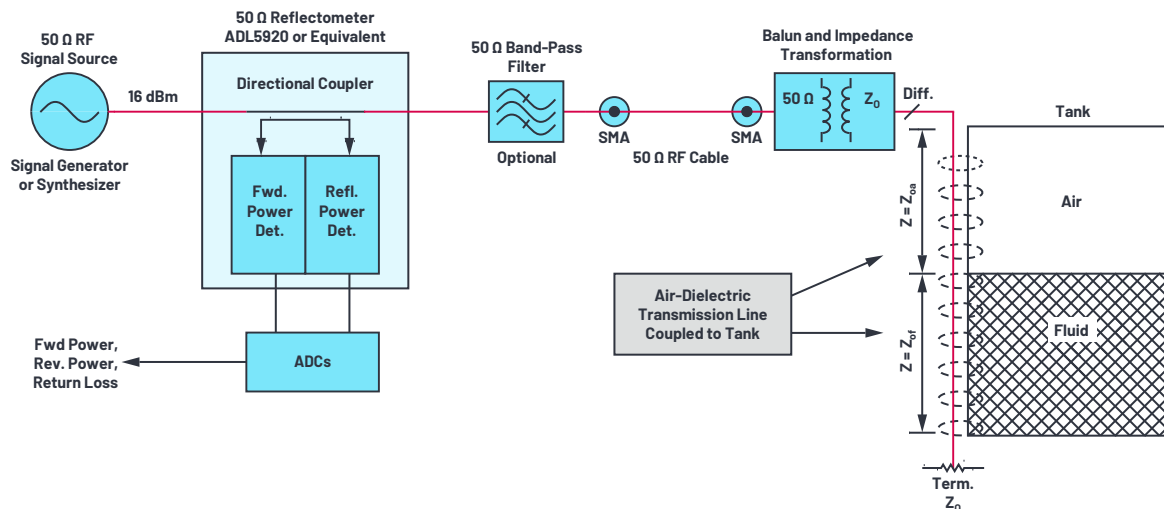 50 Ω RF
Signal Source
16 dBm
Signal Generator
or Synthesizer
50 Ω Reflectometer
ADL5920 or Equivalent
Directional Coupler
Fwd.
Power
Det.
Refl.
Power
Det.
ADCs
Fwd Power,
Rev. Power,
Return Loss
50 Ω Band-Pass
Filter
Optional
SMA
50 Ω RF Cable
SMA
Balun and Impedance
Transformation
50 Ω
Z₀
Diff.
Tank
Air
Z = Zₒₐ
Air-Dielectric
Transmission Line
Coupled to Tank
Fluid
Z = Zof
Term.
Z₀